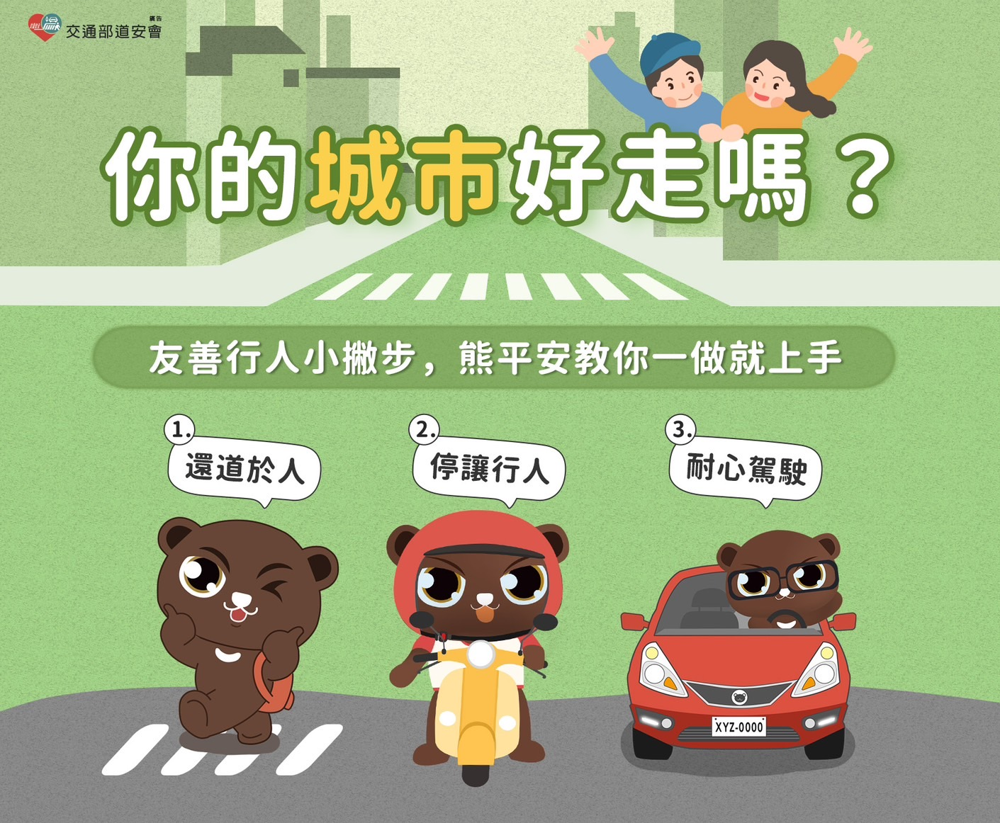 廣告
交通部道安會
你的城市好走嗎？
友善行人小撇步，熊平安教你一做就上手
1.
還道於人
2.
停讓行人
3.
耐心駕駛
XYZ-0000